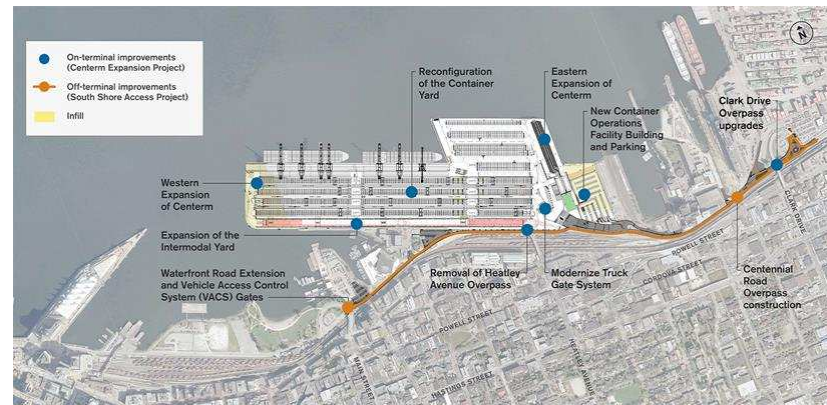 On-terminal improvements
(Centerm Expansion Project)
Off-terminal improvements
(South Shore Access Project)
Infill
N
Reconfiguration
of the Container
Yard
Eastern
Expansion of
Centerm
New Container
Operations
Facility Building
and Parking
Clark Drive
Overpass
upgrades
Western
Expansion
of Centerm
Expansion of the
Intermodal Yard
Waterfront Road Extension
and Vehicle Access Control
System (VACS) Gates
Removal of Heatley
Avenue Overpass
Modernize Truck
Gate System
Centennial
Road
Overpass
construction
CLARK DRIVE
POWELL STREET
CORDOVA STREET
POWELL STREET
HASTINGS STREET
MAIN STREET
HEATLEY AVENUE